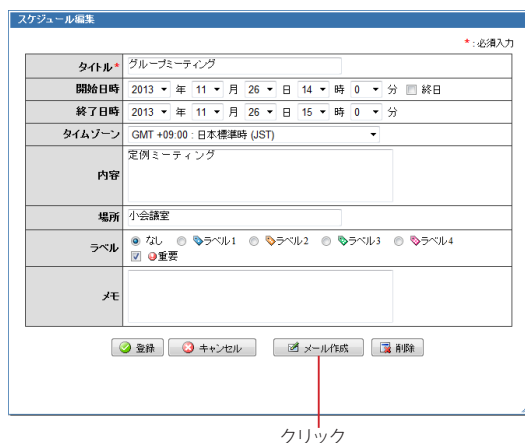 スケジュール編集
*:必須入力
タイトル* グループミーティング
開始日時 2013 年 11 月 26 日 14 時 0 分 終日
終了日時 2013 年 11 月 26 日 15 時 0 分
タイムゾーン GMT +09:00 : 日本標準時 (JST)
内容 定例ミーティング
場所 小会議室
ラベル なし ラベル1 ラベル2 ラベル3 ラベル4
重要
メモ
登録 キャンセル メール作成 削除
クリック